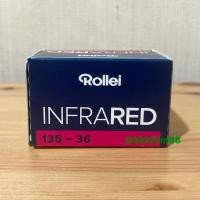 Rollei
INFRARED
135 - 36